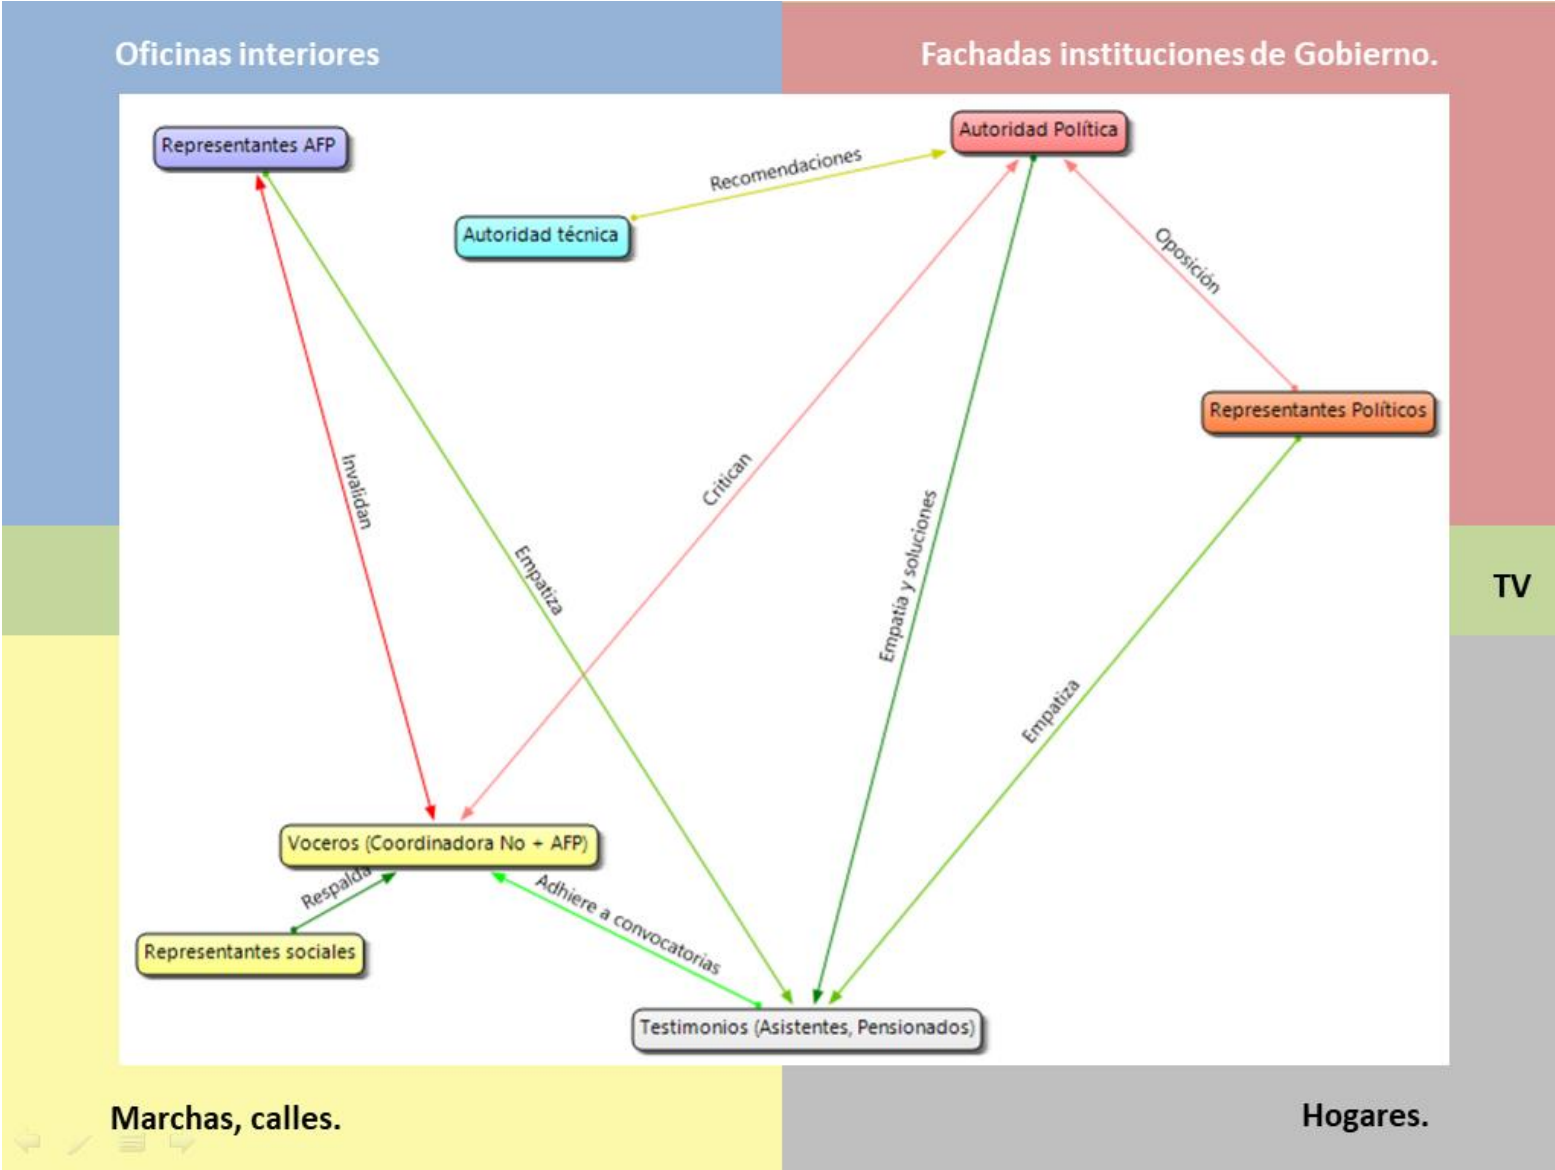 Oficinas interiores
Fachadas instituciones de Gobierno.
Representantes AFP
Autoridad Política
Recomendaciones
Autoridad técnica
Oposición
Representantes Políticos
Invalidan
Critican
Empatiza
Empatía y soluciones
TV
Empatiza
Voceros (Coordinadora No + AFP)
Respalda
Adhiere a convocatorias
Representantes sociales
Testimonios (Asistentes, Pensionados)
Marchas, calles.
Hogares.